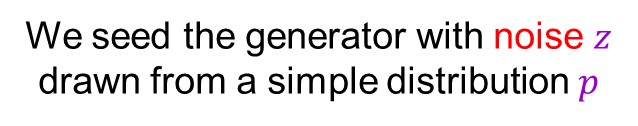 We seed the generator with noise z
drawn from a simple distribution p